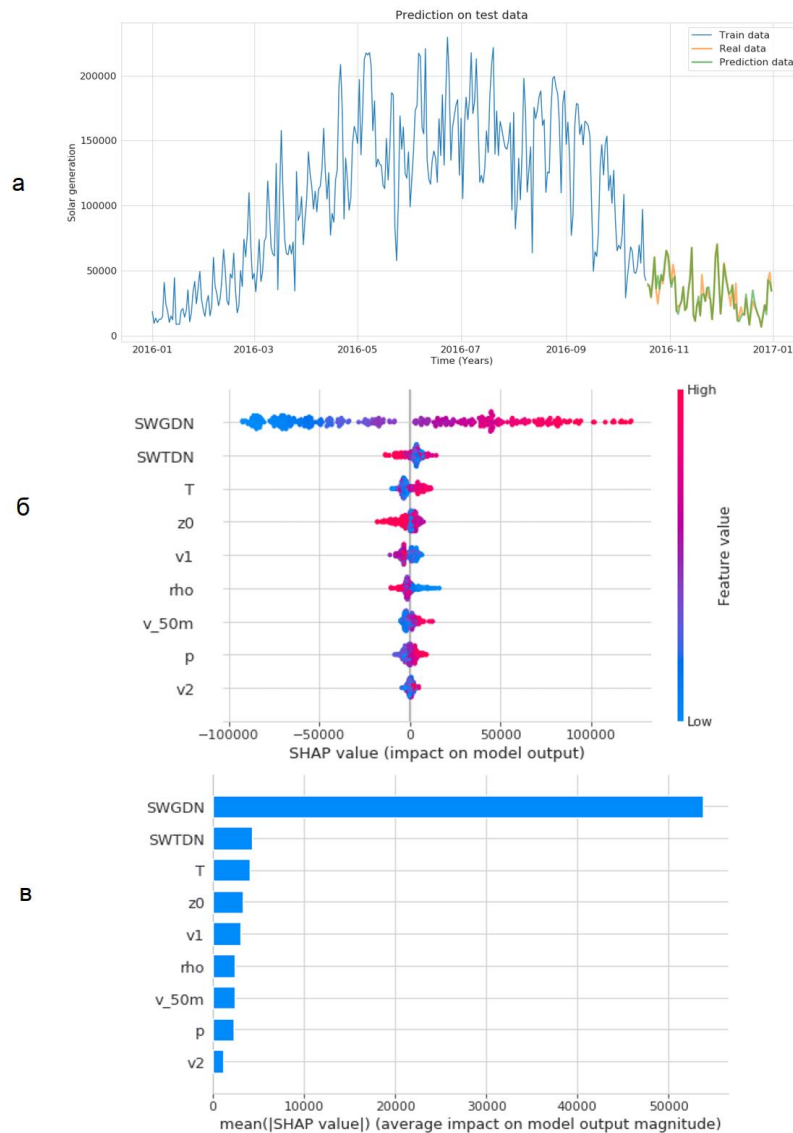 Prediction on test data
Train data
Real data
Prediction data
а
Solar generation
200000
150000
100000
50000
0
2016-01
2016-03
2016-05
2016-07
2016-09
2016-11
2017-01
Time (Years)
б
SWGDN
SWTDN
T
z0
v1
rho
v_50m
p
v2
−100000
−50000
0
50000
100000
SHAP value (impact on model output)
High
Low
Feature value
в
SWGDN
SWTDN
T
z0
v1
rho
v_50m
p
v2
0
10000
20000
30000
40000
50000
mean(|SHAP value|) (average impact on model output magnitude)